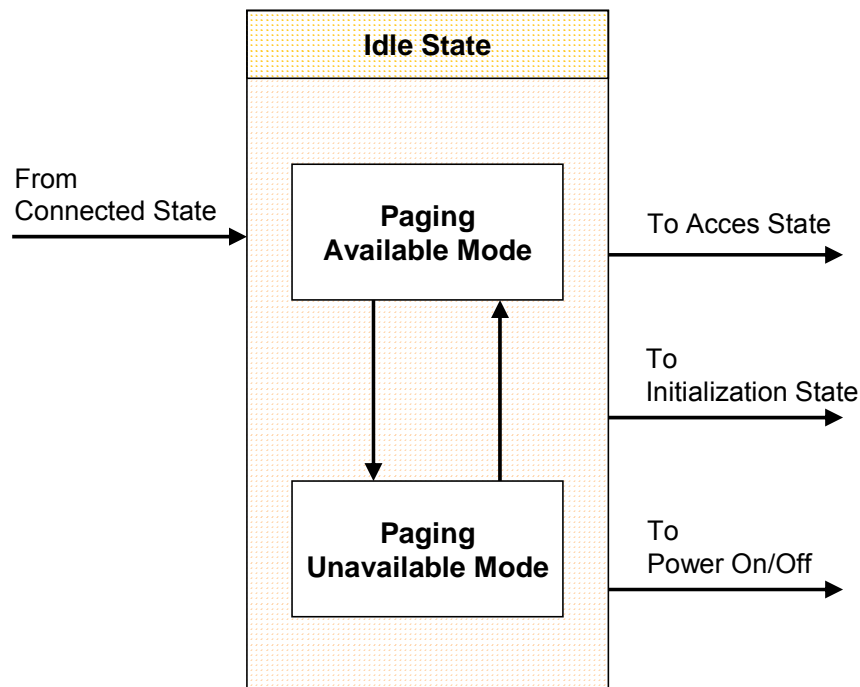 Idle State
From
Connected State
Paging
Available Mode
To Acces State
To
Initialization State
Paging
Unavailable Mode
To
Power On/Off